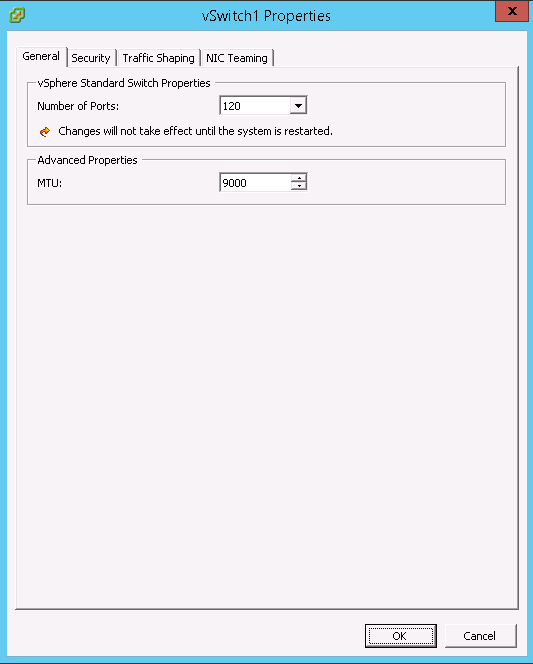 vSwitch1 Properties
General Security Traffic Shaping NIC Teaming
vSphere Standard Switch Properties
Number of Ports: 120
Changes will not take effect until the system is restarted.
Advanced Properties
MTU: 9000
OK Cancel